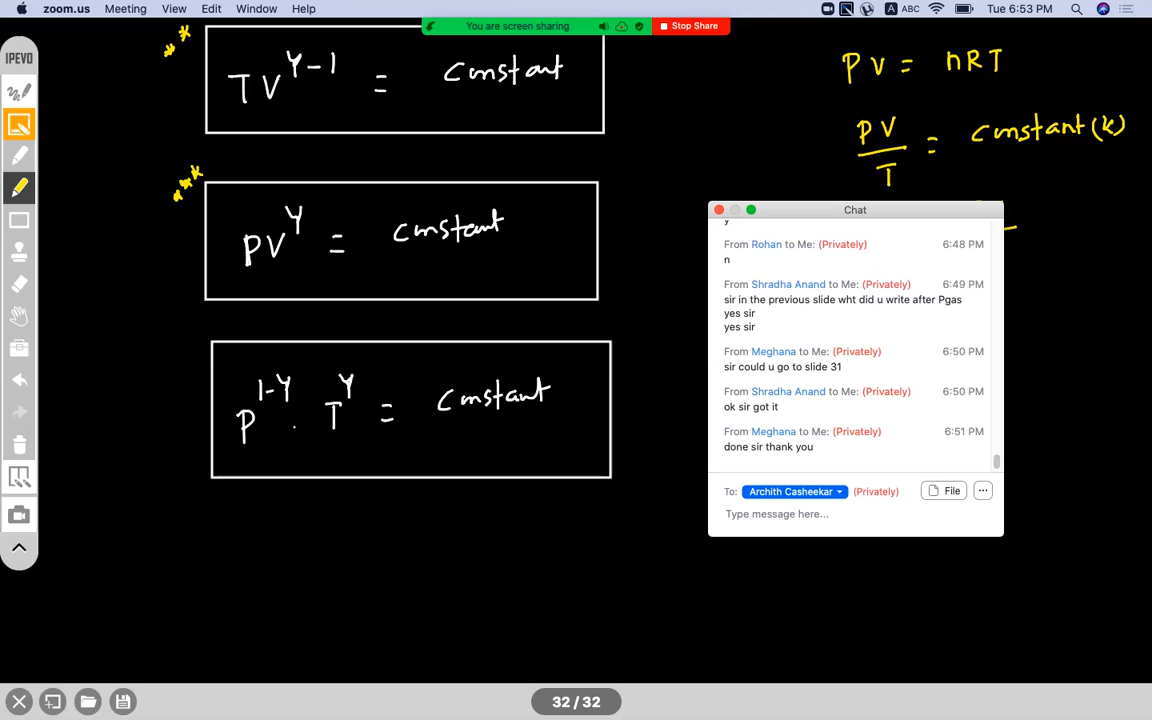 zoom.us Meeting View Edit Window Help
ABC Tue 6:53 PM
You are screen sharing Stop Share
IPEVO
TV^γ-1 = constant
PV = nRT
PV/T = constant (k)
PV^γ = constant
P^1-γ . T^γ = constant
Chat
y
From Rohan to Me: (Privately) 6:48 PM
n
From Shradha Anand to Me: (Privately) 6:49 PM
sir in the previous slide wht did u write after Pgas
yes sir
yes sir
From Meghana to Me: (Privately) 6:50 PM
sir could u go to slide 31
From Shradha Anand to Me: (Privately) 6:50 PM
ok sir got it
From Meghana to Me: (Privately) 6:51 PM
done sir thank you
To: Archith Casheekar (Privately) File
Type message here...
32 / 32